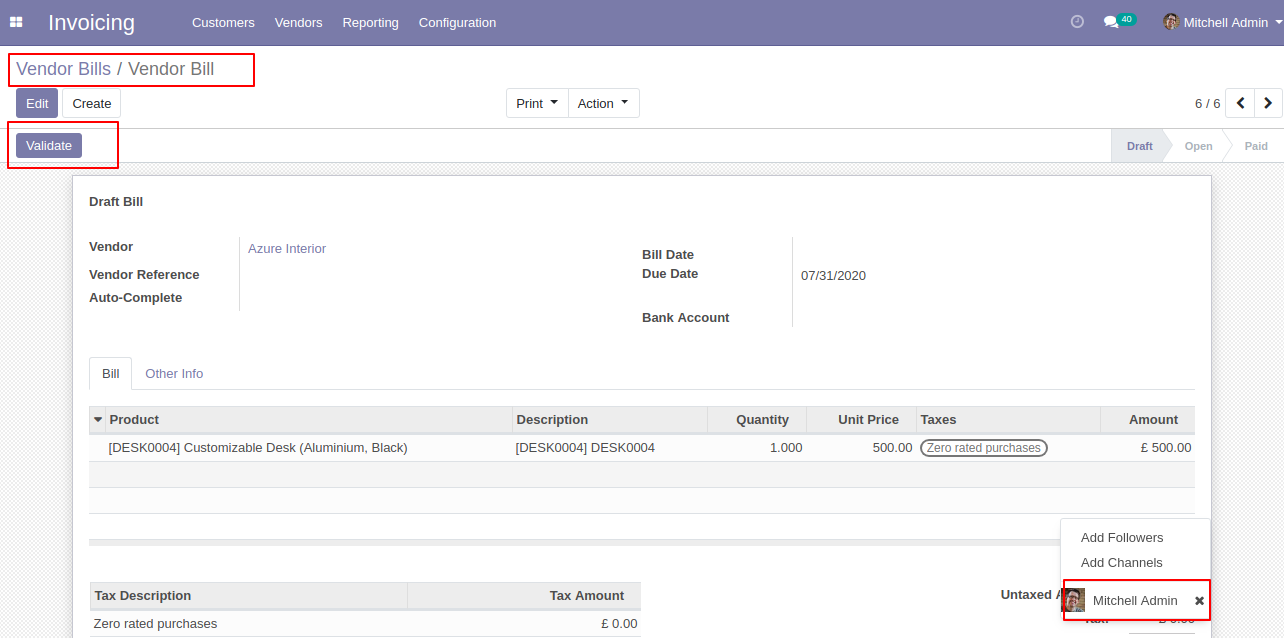 Invoicing Customers Vendors Reporting Configuration 40 Mitchell Admin
Vendor Bills / Vendor Bill
Edit Create Print Action 6 / 6
Validate Draft Open Paid
Draft Bill
Vendor Azure Interior
Bill Date
Vendor Reference
Due Date 07/31/2020
Auto-Complete
Bank Account
Bill Other Info
Product Description Quantity Unit Price Taxes Amount
[DESK0004] Customizable Desk (Aluminium, Black) [DESK0004] DESK0004 1.000 500.00 Zero rated purchases £ 500.00
Add Followers
Add Channels
Tax Description Tax Amount Untaxed
Mitchell Admin
Zero rated purchases £ 0.00